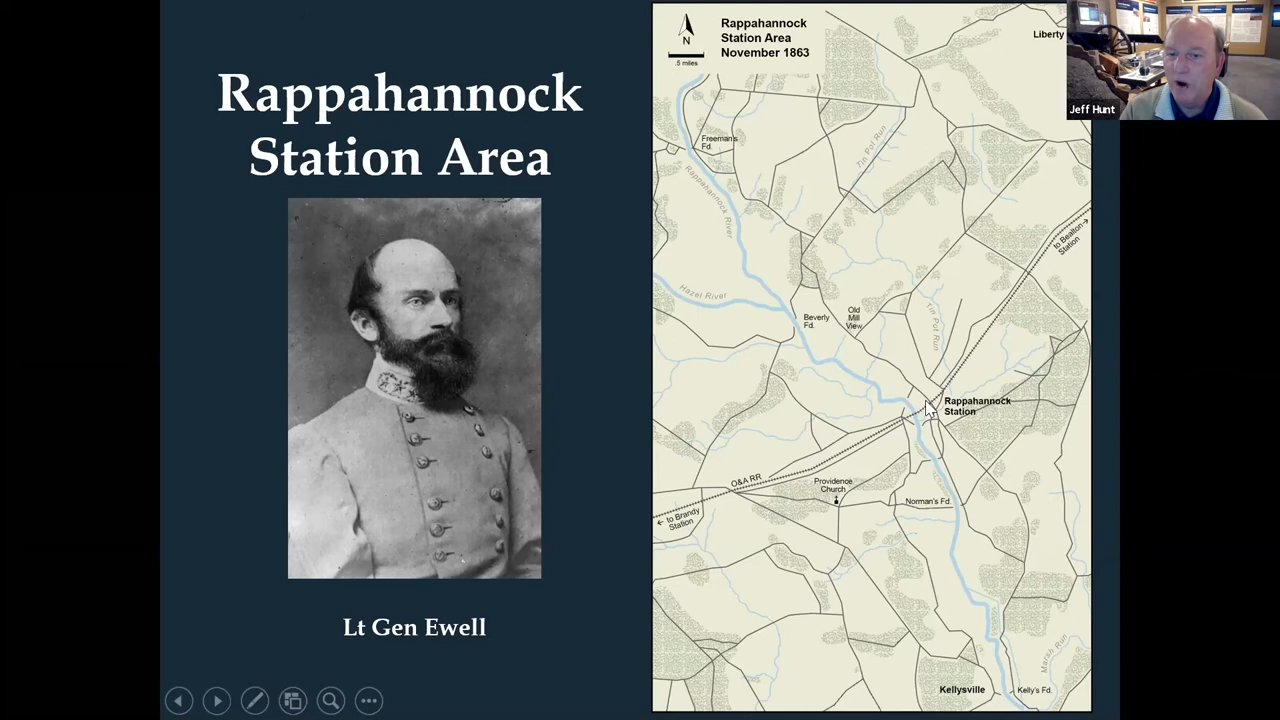 Rappahannock
Station Area
Lt Gen Ewell
N
.5 miles
Rappahannock
Station Area
November 1863
Liberty
Jeff Hunt
Freeman's
Fd.
Tin Pot Run
Rappahannock River
to Bealton
Station
Hazel River
Beverly
Fd.
Old
Mill
View
Tin Pot Run
Rappahannock
Station
O&A RR
Providence
Church
Norman's Fd.
to Brandy
Station
Marsh Run
Kellysville
Kelly's Fd.